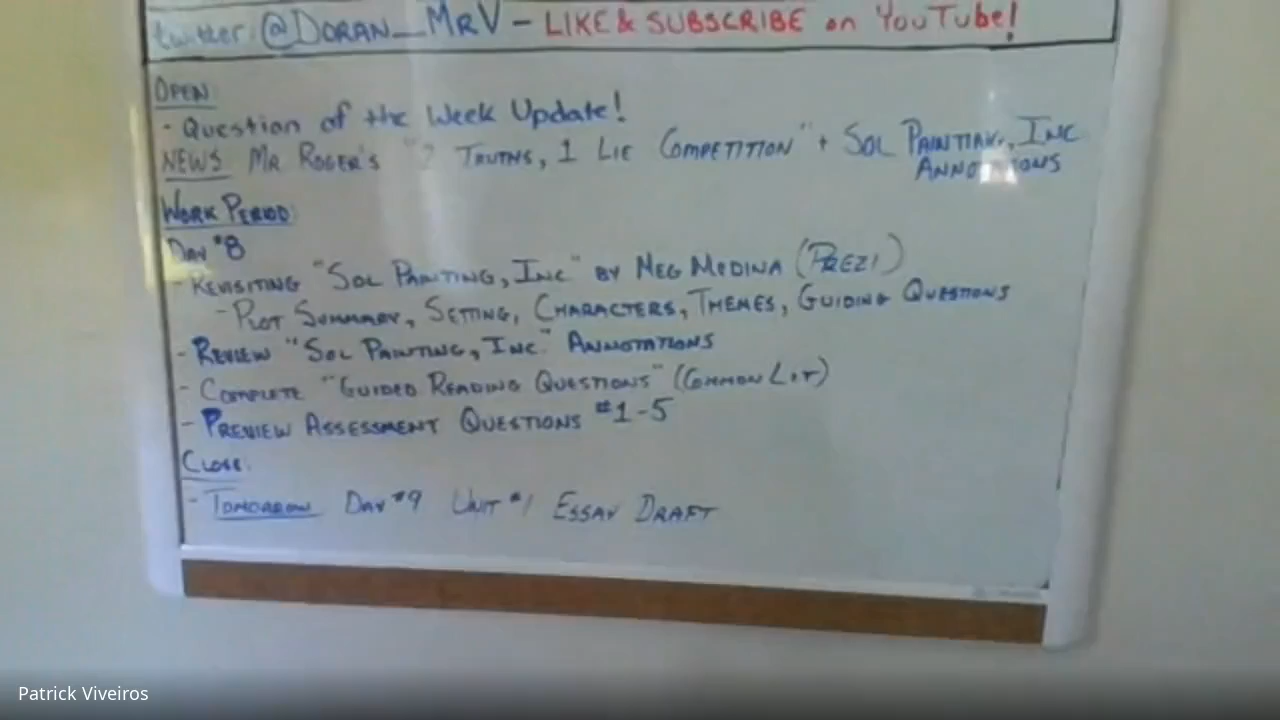 twitter: @DORAN_MRV - LIKE & SUBSCRIBE on YouTube!
OPEN:
- Question of the Week Update!
NEWS MR ROGER'S "2 TRUTHS, 1 LIE COMPETITION" + SOL PAINTING, INC
ANNOTATIONS
WORK PERIOD:
DAY #8
- REVISITING "SOL PAINTING, INC" BY MEG MEDINA (PREZI)
- PLOT SUMMARY, SETTING, CHARACTERS, THEMES, GUIDING QUESTIONS
- REVIEW "SOL PAINTING, INC." ANNOTATIONS
- COMPLETE "GUIDED READING QUESTIONS" (COMMON LIT)
- PREVIEW ASSESSMENT QUESTIONS #1-5
CLOSE:
- TOMORROW DAY #9 UNIT #1 ESSAY DRAFT
Patrick Viveiros